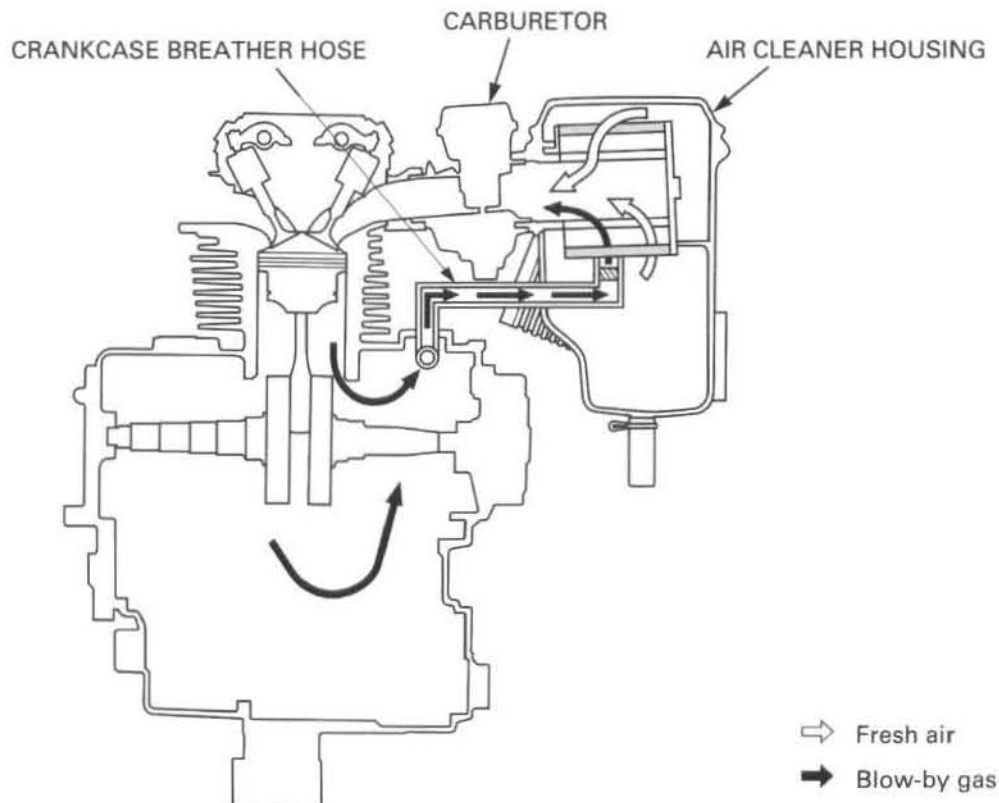 CARBURETOR
CRANKCASE BREATHER HOSE
AIR CLEANER HOUSING
Fresh air
Blow-by gas